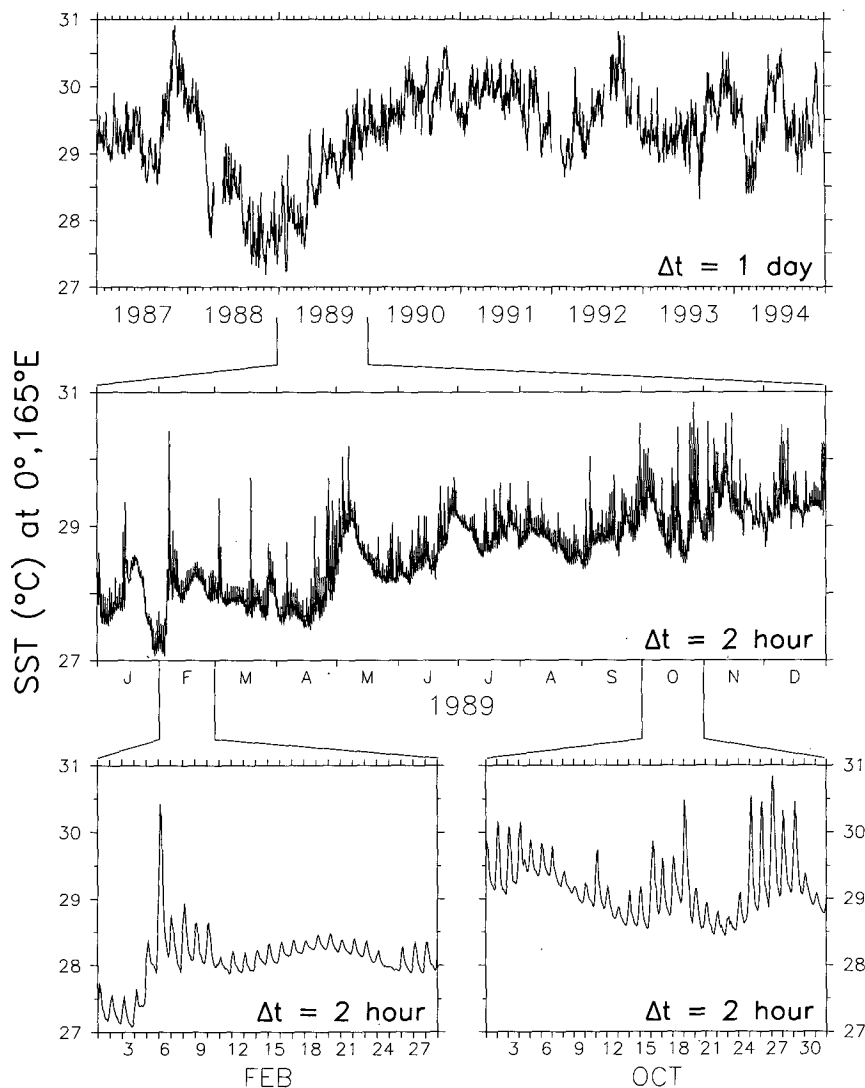 SST (°C) at 0°,165°E
31
30
29
28
27
Δt = 1 day
1987 1988 1989 1990 1991 1992 1993 1994
31
29
27
Δt = 2 hour
J F M A M J J A S O N D
1989
31
30
29
28
27
Δt = 2 hour
3 6 9 12 15 18 21 24 27
FEB
31
30
29
28
27
Δt = 2 hour
3 6 9 12 15 18 21 24 27 30
OCT